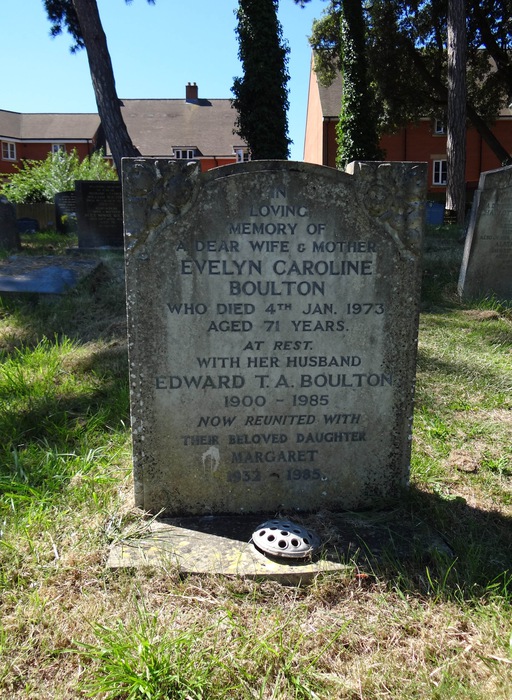 IN
LOVING
MEMORY OF
A DEAR WIFE & MOTHER
EVELYN CAROLINE
BOULTON
WHO DIED 4TH JAN. 1973
AGED 71 YEARS.
AT REST.
WITH HER HUSBAND
EDWARD T. A. BOULTON
1900 - 1985
NOW REUNITED WITH
THEIR BELOVED DAUGHTER
MARGARET
1932 - 1985